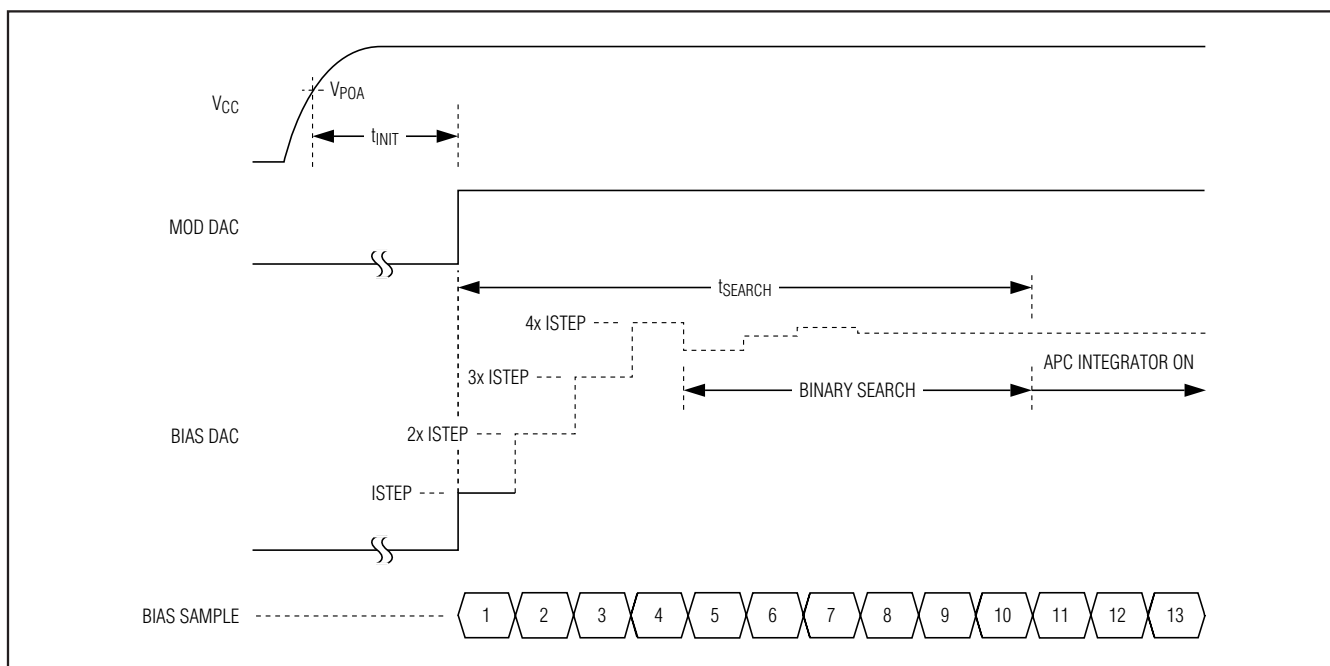 VCC
VPOA
tINIT
MOD DAC
tSEARCH
4x ISTEP
3x ISTEP
APC INTEGRATOR ON
BINARY SEARCH
BIAS DAC
2x ISTEP
ISTEP
BIAS SAMPLE
1 2 3 4 5 6 7 8 9 10 11 12 13